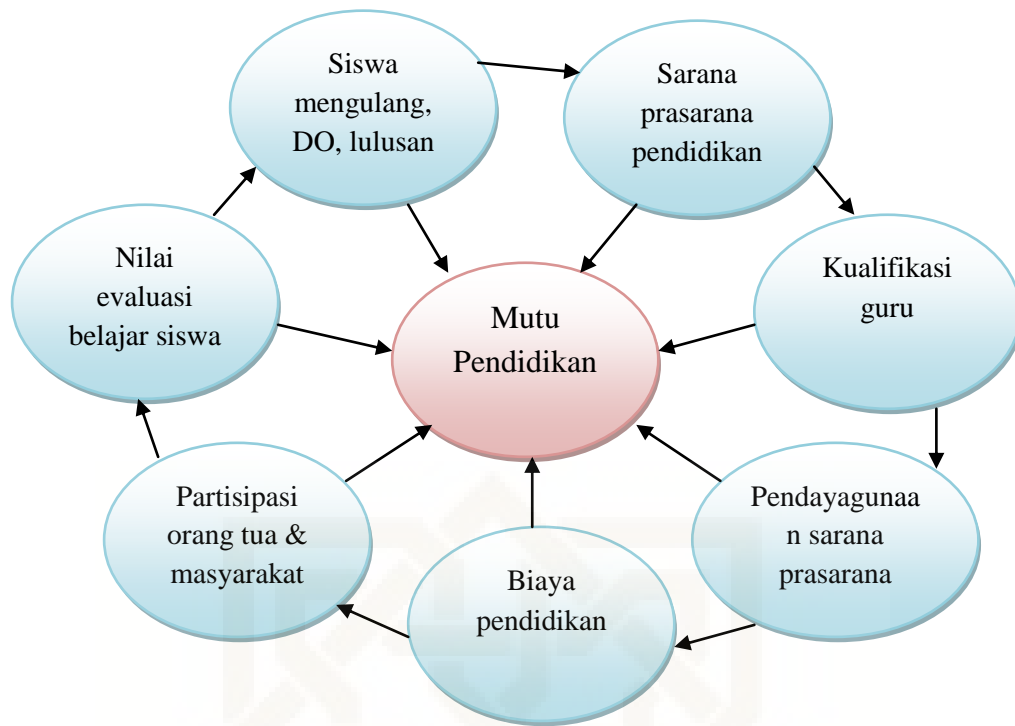 Siswa
mengulang,
DO, lulusan
Sarana
prasarana
pendidikan
Nilai
evaluasi
belajar siswa
Mutu
Pendidikan
Kualifikasi
guru
Partisipasi
orang tua &
masyarakat
Biaya
pendidikan
Pendayagunaa
n sarana
prasarana